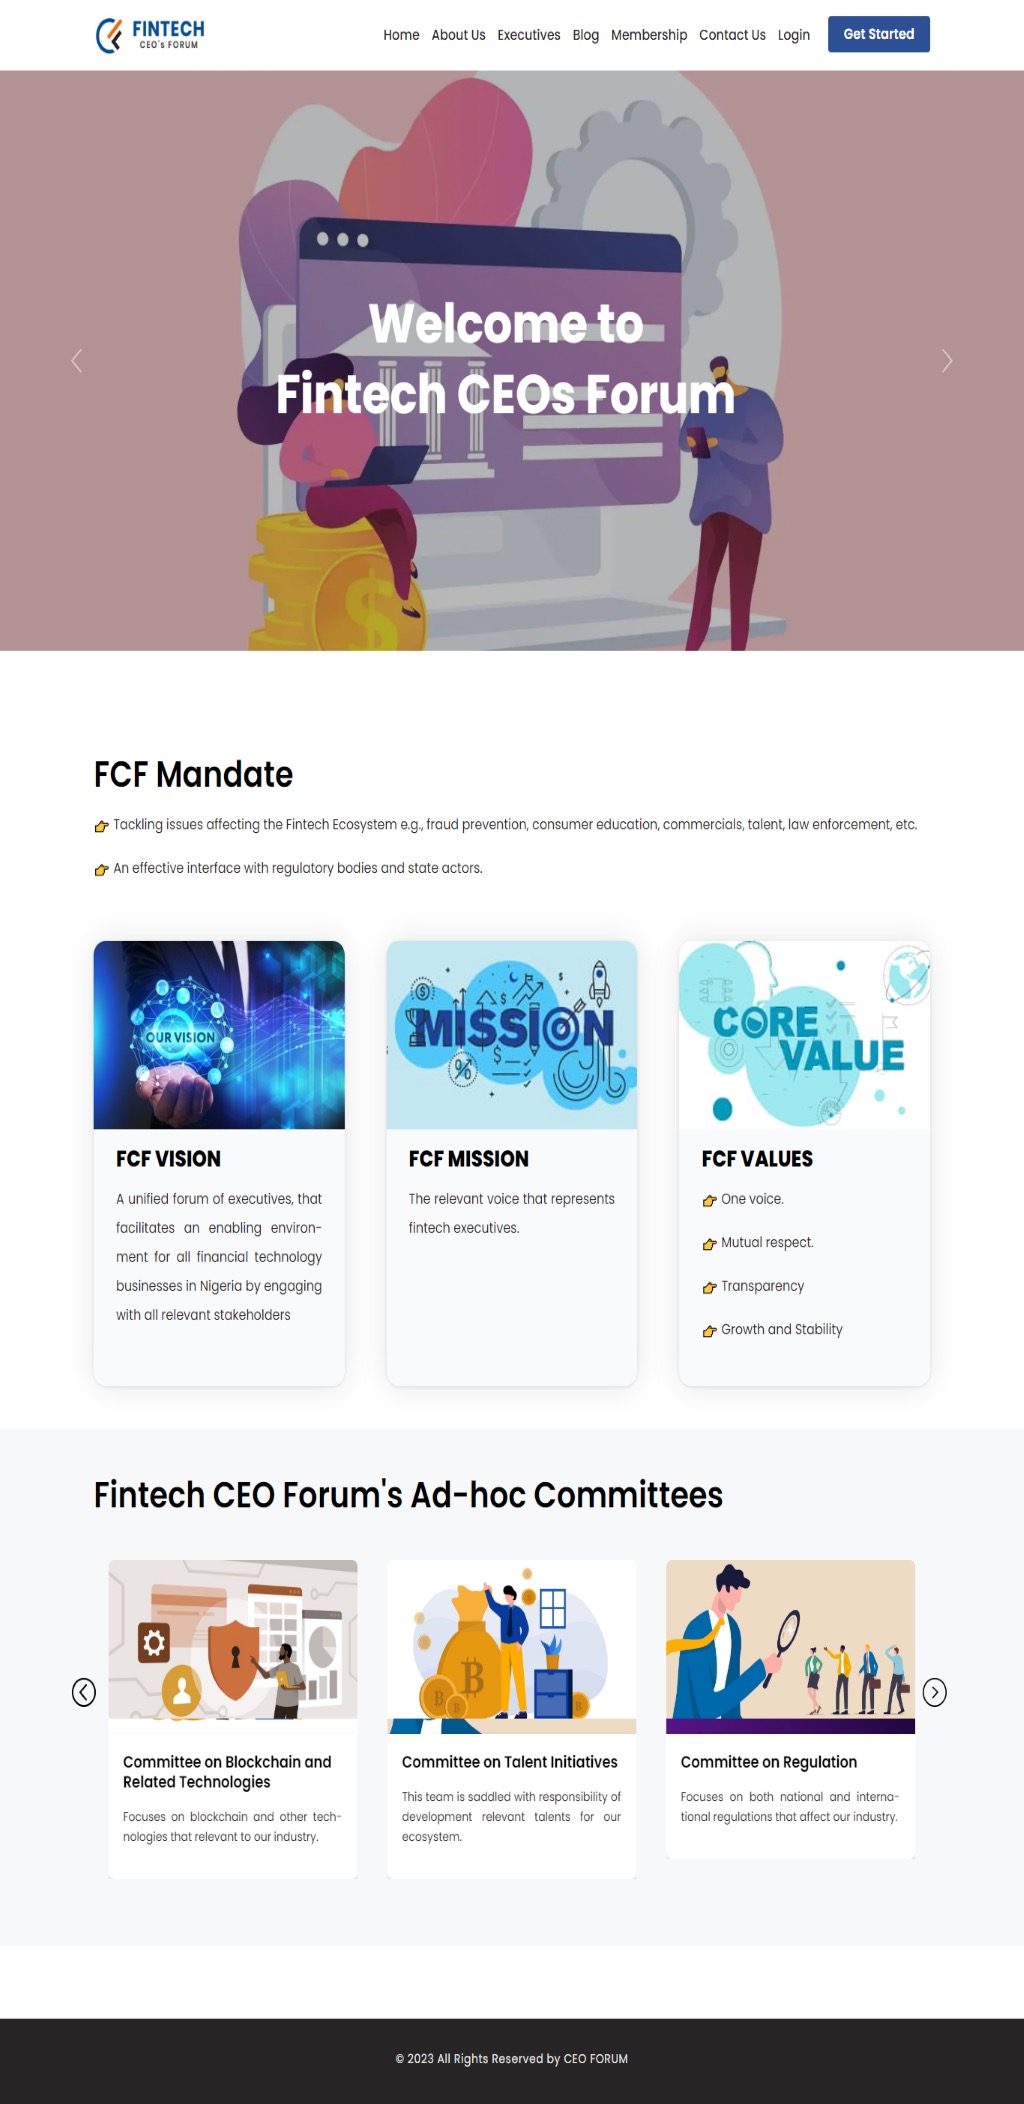 FINTECH
CEO's FORUM
Home About Us Executives Blog Membership Contact Us Login Get Started
Welcome to
Fintech CEOs Forum
FCF Mandate
Tackling issues affecting the Fintech Ecosystem e.g., fraud prevention, consumer education, commercials, talent, law enforcement, etc.
An effective interface with regulatory bodies and state actors.
OUR VISION
FCF VISION
A unified forum of executives, that
facilitates an enabling environ-
ment for all financial technology
businesses in Nigeria by engaging
with all relevant stakeholders
MISSION
FCF MISSION
The relevant voice that represents
fintech executives.
CORE
VALUE
FCF VALUES
One voice.
Mutual respect.
Transparency
Growth and Stability
Fintech CEO Forum's Ad-hoc Committees
Committee on Blockchain and
Related Technologies
Focuses on blockchain and other tech-
nologies that relevant to our industry.
Committee on Talent Initiatives
This team is saddled with responsibility of
development relevant talents for our
ecosystem.
Committee on Regulation
Focuses on both national and interna-
tional regulations that affect our industry.
© 2023 All Rights Reserved by CEO FORUM